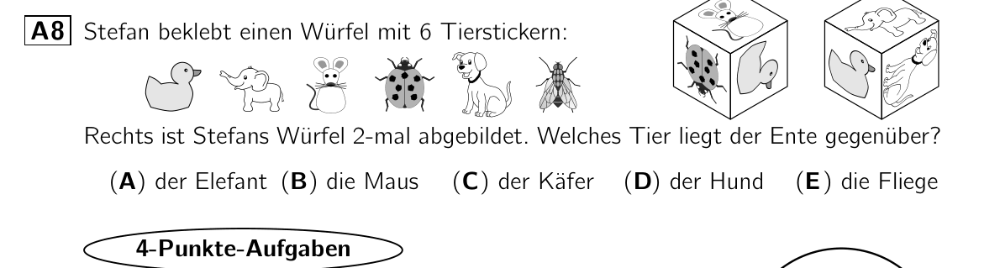 A8 Stefan beklebt einen Würfel mit 6 Tierstickern:
Rechts ist Stefans Würfel 2-mal abgebildet. Welches Tier liegt der Ente gegenüber?
(A) der Elefant (B) die Maus (C) der Käfer (D) der Hund (E) die Fliege
4-Punkte-Aufgaben